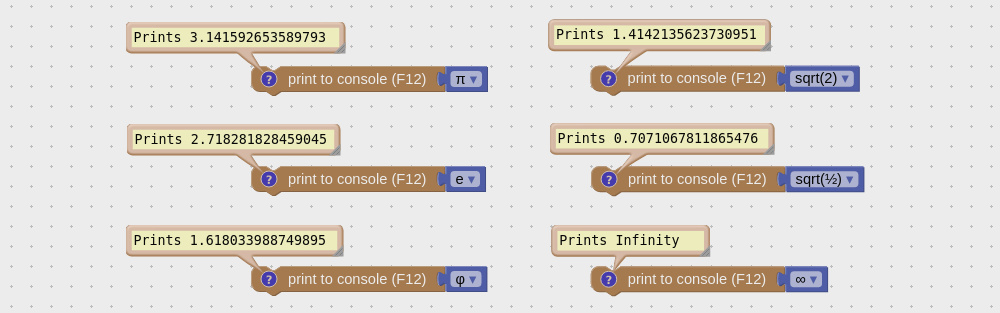 Prints 3.141592653589793
? print to console (F12) π ▾
Prints 2.718281828459045
? print to console (F12) e ▾
Prints 1.618033988749895
? print to console (F12) φ ▾
Prints 1.4142135623730951
? print to console (F12) sqrt(2) ▾
Prints 0.7071067811865476
? print to console (F12) sqrt(½) ▾
Prints Infinity
? print to console (F12) ∞ ▾